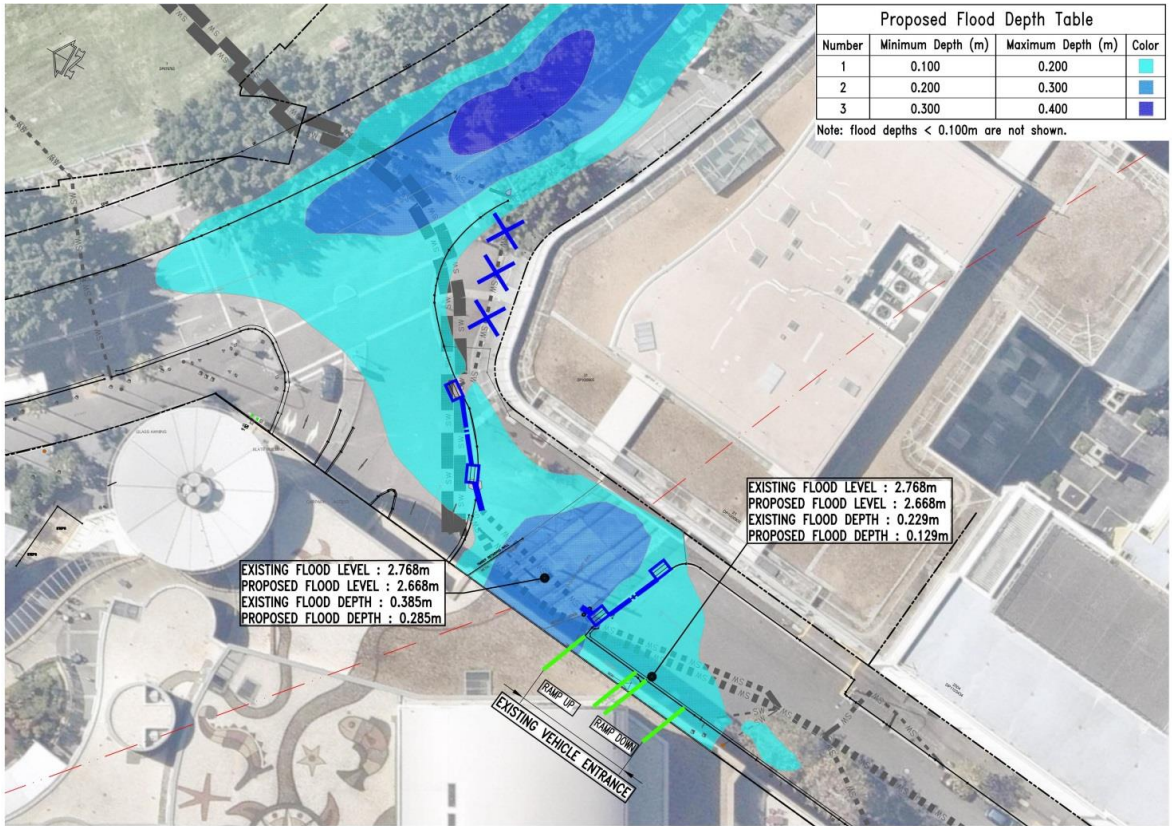 Proposed Flood Depth Table
Number Minimum Depth (m) Maximum Depth (m) Color
1 0.100 0.200
2 0.200 0.300
3 0.300 0.400
Note: flood depths < 0.100m are not shown.
EXISTING FLOOD LEVEL : 2.768m
PROPOSED FLOOD LEVEL : 2.668m
EXISTING FLOOD DEPTH : 0.229m
PROPOSED FLOOD DEPTH : 0.129m
EXISTING FLOOD LEVEL : 2.768m
PROPOSED FLOOD LEVEL : 2.668m
EXISTING FLOOD DEPTH : 0.385m
PROPOSED FLOOD DEPTH : 0.285m
RAMP UP
RAMP DOWN
EXISTING VEHICLE ENTRANCE